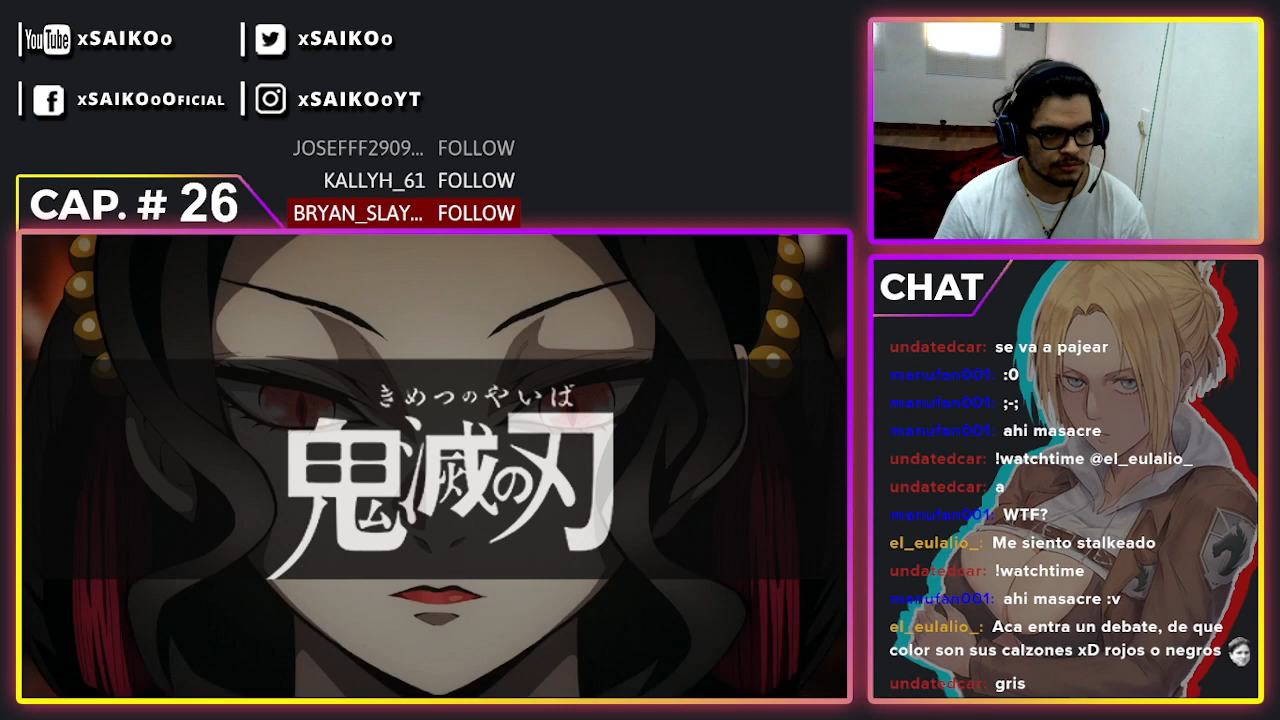 YouTube xSAIKOo
xSAIKOo
xSAIKOoOficial
xSAIKOoYT
JOSEFFF2909... FOLLOW
KALLYH_61 FOLLOW
BRYAN_SLAY... FOLLOW
CAP. # 26
きめつのやいば
鬼滅の刃
CHAT
undatedcar: se va a pajear
manufan001: :0
manufan001: ;-;
manufan001: ahi masacre
undatedcar: !watchtime @el_eulalio_
undatedcar: a
manufan001: WTF?
el_eulalio_: Me siento stalkeado
undatedcar: !watchtime
manufan001: ahi masacre :v
el_eulalio_: Aca entra un debate, de que
color son sus calzones xD rojos o negros
undatedcar: gris